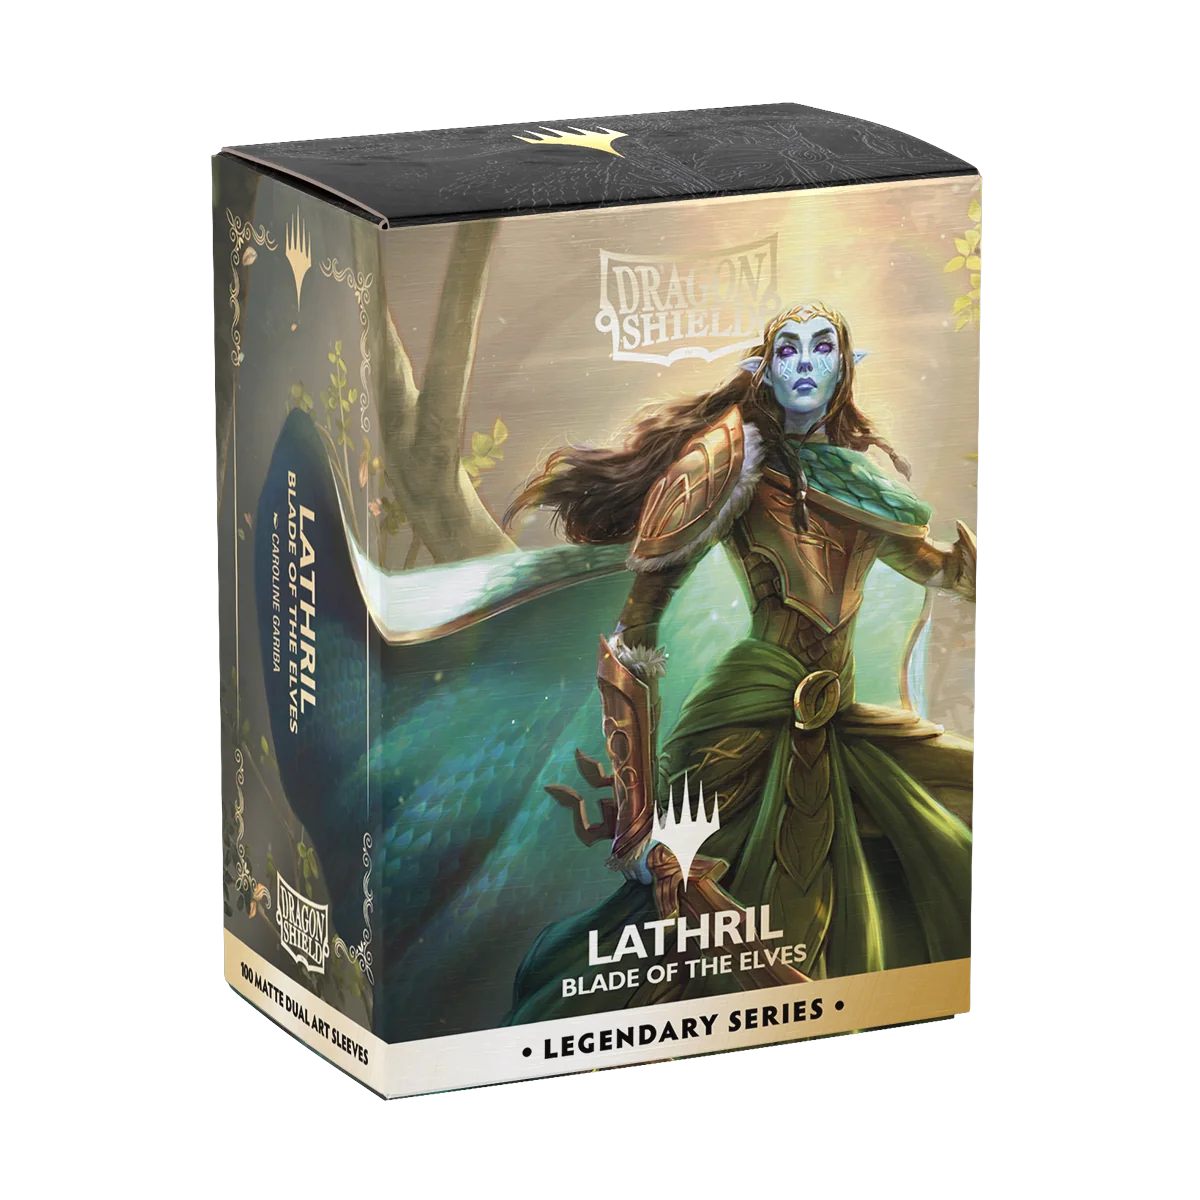 DRAGON
SHIELD
LATHRIL
BLADE OF THE ELVES
• LEGENDARY SERIES •
LATHRIL
BLADE OF THE ELVES
CAROLINE GARIBA
DRAGON
SHIELD
100 MATTE DUAL ART SLEEVES